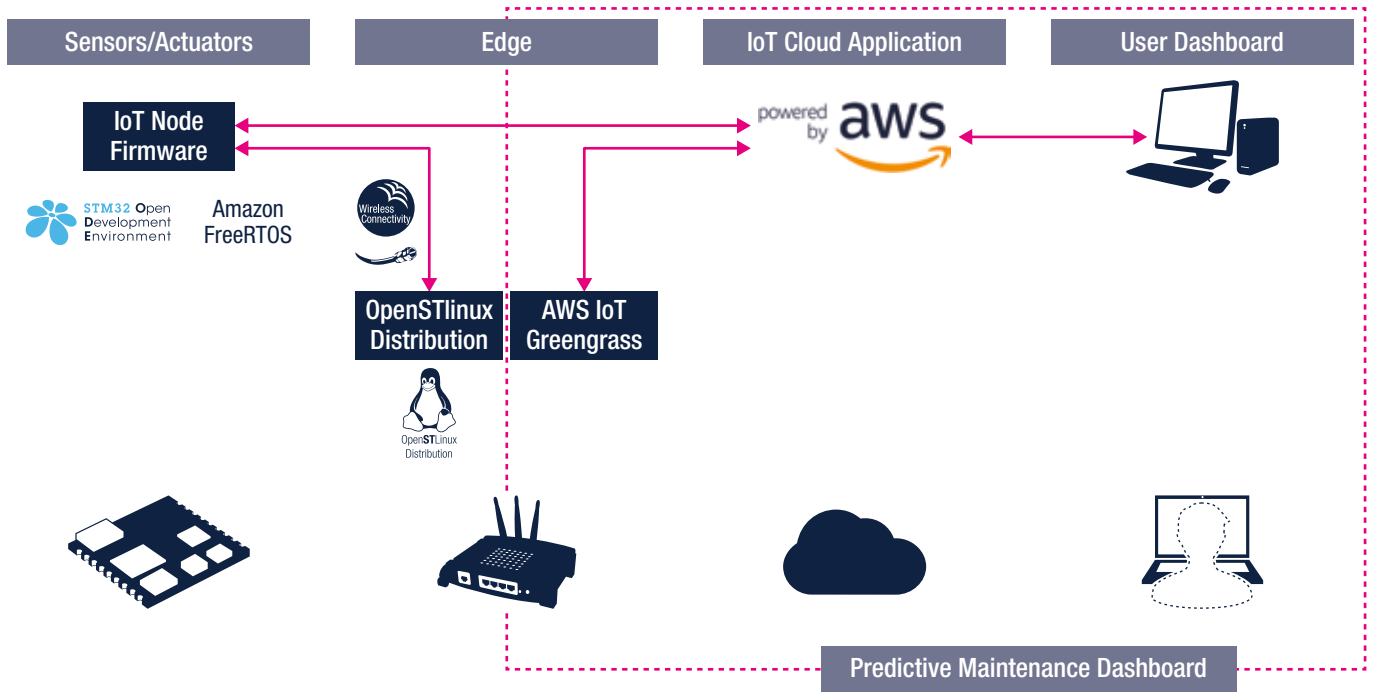 Sensors/Actuators
Edge
IoT Cloud Application
User Dashboard
IoT Node
Firmware
powered
by
aws
STM32 Open
Development
Environment
Amazon
FreeRTOS
Wireless
Connectivity
OpenSTlinux
Distribution
AWS IoT
Greengrass
OpenSTLinux
Distribution
Predictive Maintenance Dashboard